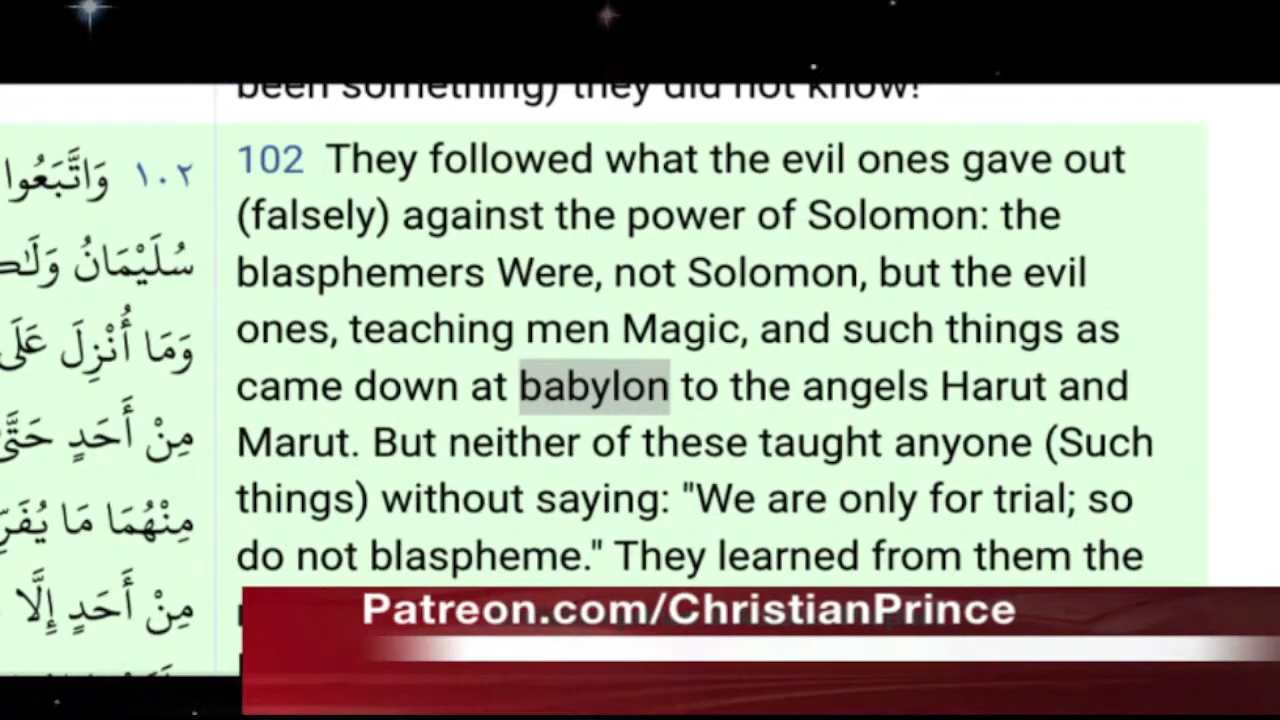 been something) they did not know!
102 They followed what the evil ones gave out
(falsely) against the power of Solomon: the
blasphemers Were, not Solomon, but the evil
ones, teaching men Magic, and such things as
came down at babylon to the angels Harut and
Marut. But neither of these taught anyone (Such
things) without saying: "We are only for trial; so
do not blaspheme." They learned from them the
١٠٢ وَاتَّبَعُوا
سُلَيْمَانُ
وَمَا أُنْزِلَ عَلَى
مِنْ أَحَدٍ حَتَّىٰ
مِنْهُمَا مَا
مِنْ أَحَدٍ إِلَّا
Patreon.com/ChristianPrince